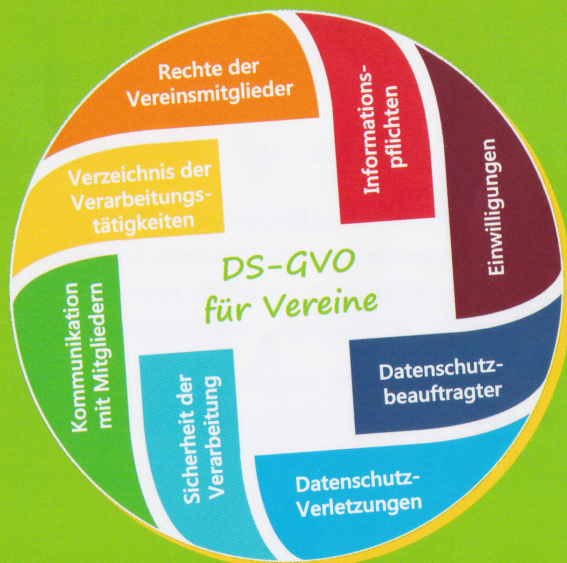 DS-GVO
für Vereine
Rechte der
Vereinsmitglieder
Informations-
pflichten
Einwilligungen
Datenschutz-
beauftragter
Datenschutz-
Verletzungen
Sicherheit der
Verarbeitung
Kommunikation
mit Mitgliedern
Verzeichnis der
Verarbeitungs-
tätigkeiten